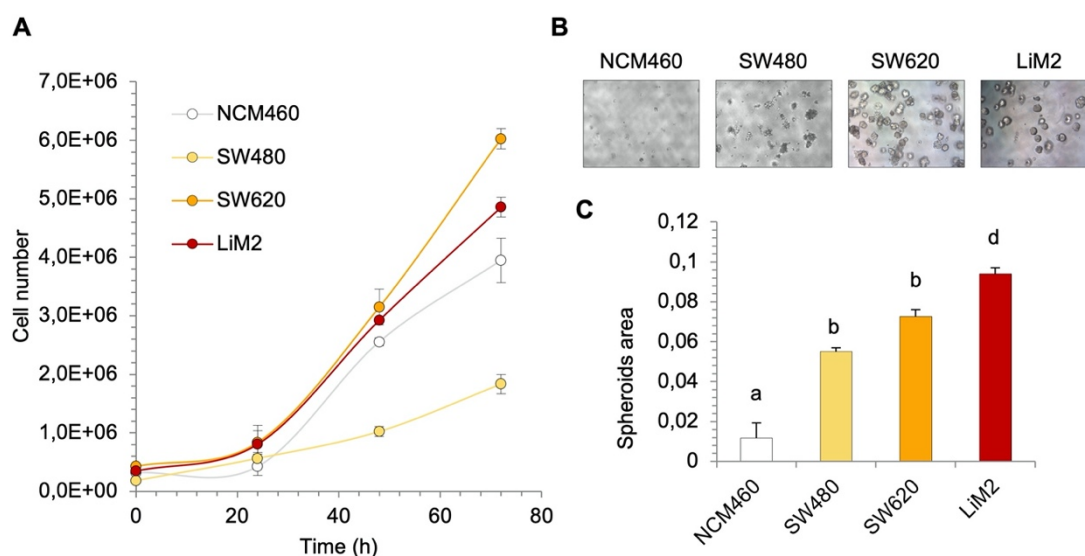 A
7,0E+06
6,0E+06
5,0E+06
4,0E+06
3,0E+06
2,0E+06
1,0E+06
0,0E+00
Cell number
NCM460
SW480
SW620
LiM2
0
20
40
60
80
Time (h)
B
NCM460
SW480
SW620
LiM2
C
0,12
0,1
0,08
0,06
0,04
0,02
0
Spheroids area
a
b
b
d
NCM460
SW480
SW620
LiM2